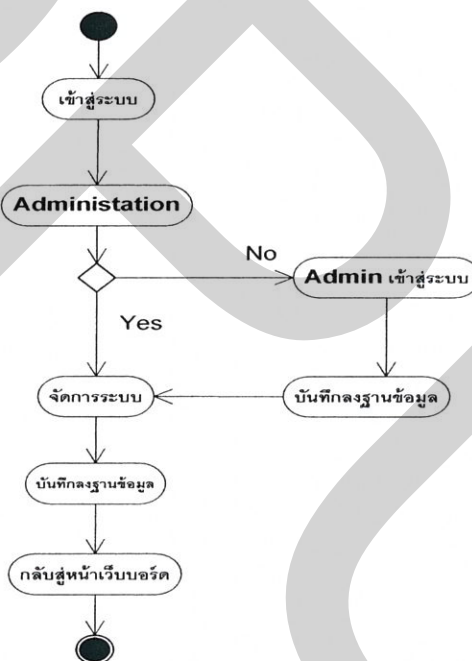 เข้าสู่ระบบ
Administation
No
Admin เข้าสู่ระบบ
Yes
จัดการระบบ
บันทึกลงฐานข้อมูล
บันทึกลงฐานข้อมูล
กลับสู่หน้าเว็บบอร์ด